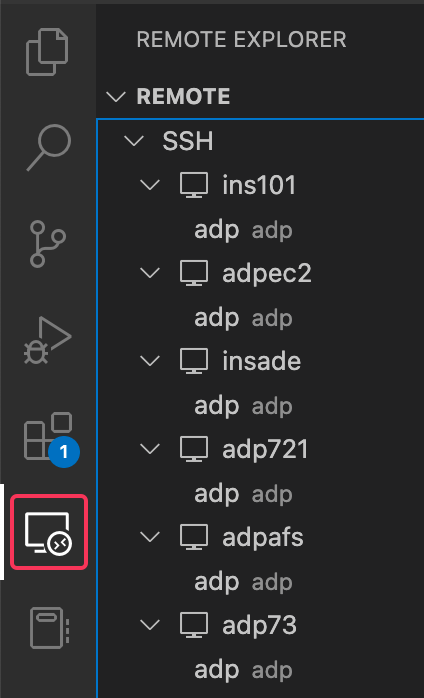 REMOTE EXPLORER
REMOTE
SSH
ins101
adp adp
adpec2
adp adp
insade
adp adp
adp721
adp adp
1
adpafs
adp adp
adp73
adp adp